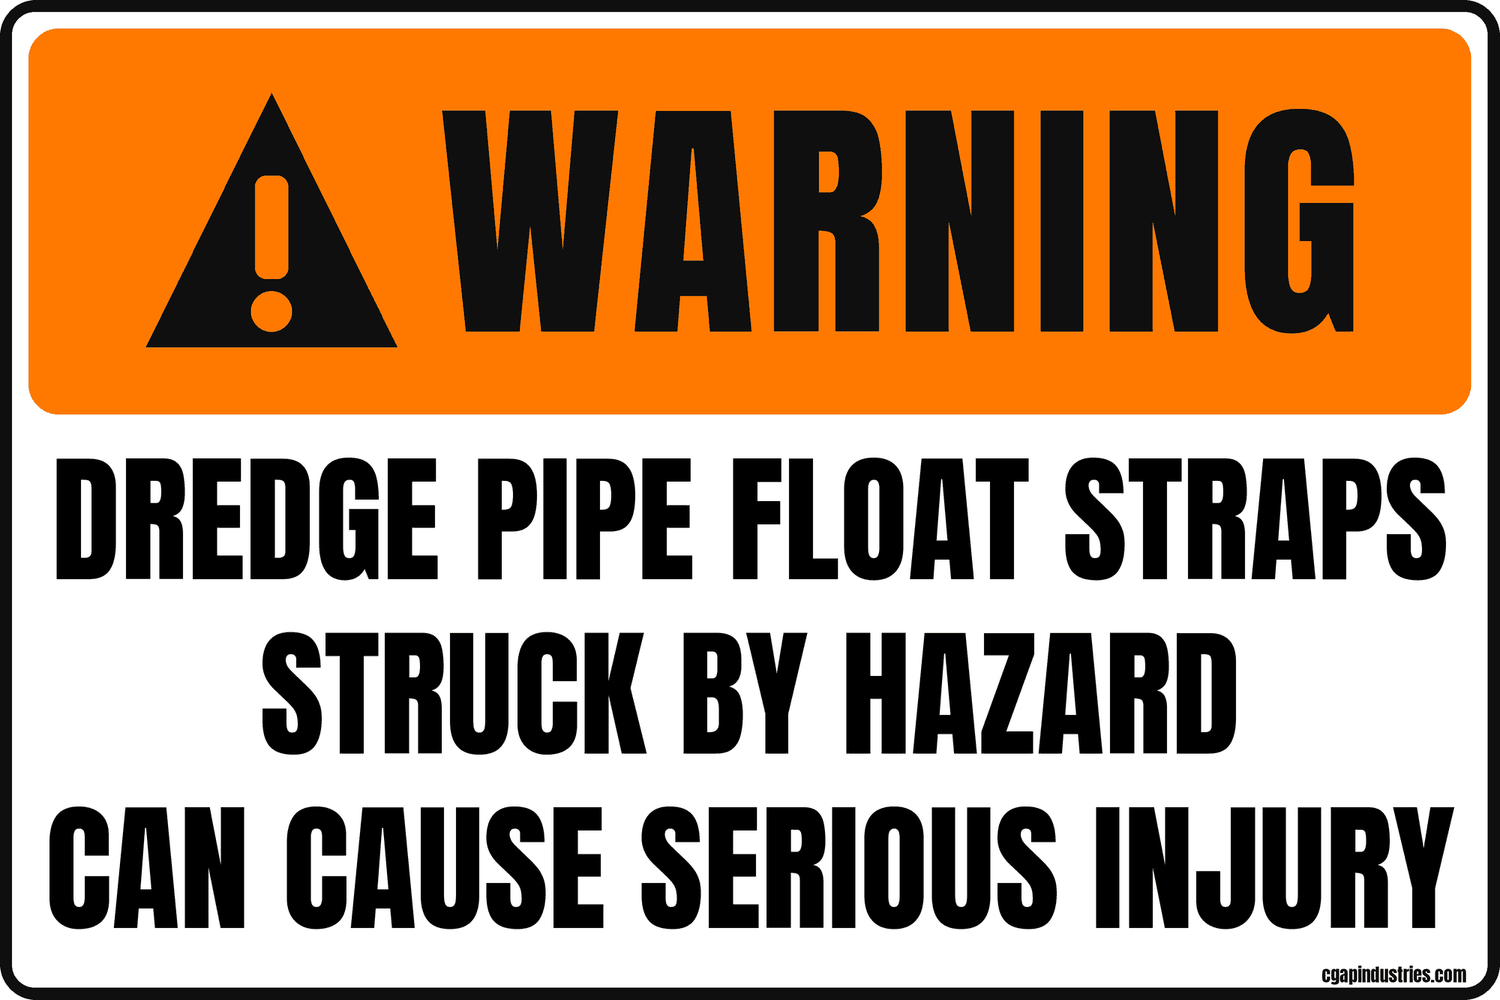 WARNING
DREDGE PIPE FLOAT STRAPS
STRUCK BY HAZARD
CAN CAUSE SERIOUS INJURY
cgapindustries.com